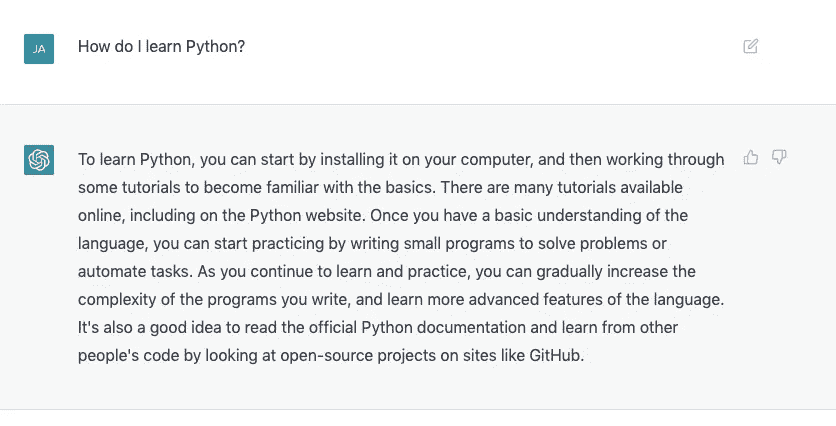 JA
How do I learn Python?
To learn Python, you can start by installing it on your computer, and then working through
some tutorials to become familiar with the basics. There are many tutorials available
online, including on the Python website. Once you have a basic understanding of the
language, you can start practicing by writing small programs to solve problems or
automate tasks. As you continue to learn and practice, you can gradually increase the
complexity of the programs you write, and learn more advanced features of the language.
It's also a good idea to read the official Python documentation and learn from other
people's code by looking at open-source projects on sites like GitHub.